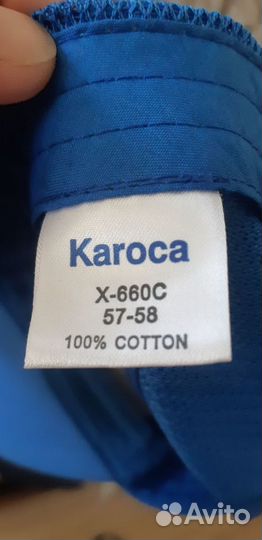 Karoca
X-660C
57-58
100% COTTON
Avito